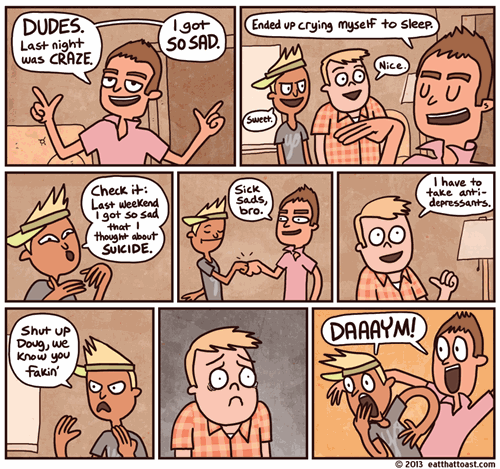 DUDES.
Last night
was CRAZE.
I got
SO SAD.
Ended up crying myself to sleep.
Sweet.
Nice.
Check it:
Last weekend
I got so sad
that I
thought about
SUICIDE.
Sick
sads,
bro.
I have to
take anti-
depressants.
Shut up
Doug, we
know you
fakin'
DAAAYM!
© 2013 eatthattoast.com